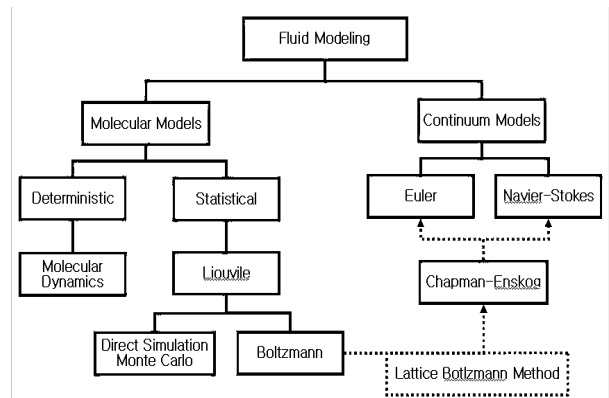 Fluid Modeling
Molecular Models
Continuum Models
Deterministic
Statistical
Euler
Navier-Stokes
Molecular
Dynamics
Liouvile
Chapman-Enskog
Direct Simulation
Monte Carlo
Boltzmann
Lattice Botlzmann Method